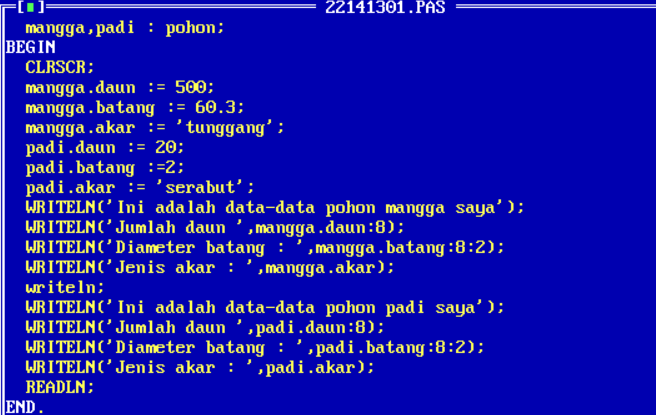 [■] 22141301.PAS
mangga,padi : pohon;
BEGIN
CLRSCR;
mangga.daun := 500;
mangga.batang := 60.3;
mangga.akar := 'tunggang';
padi.daun := 20;
padi.batang :=2;
padi.akar := 'serabut';
WRITELN('Ini adalah data-data pohon mangga saya');
WRITELN('Jumlah daun ',mangga.daun:8);
WRITELN('Diameter batang : ',mangga.batang:8:2);
WRITELN('Jenis akar : ',mangga.akar);
writeln;
WRITELN('Ini adalah data-data pohon padi saya');
WRITELN('Jumlah daun ',padi.daun:8);
WRITELN('Diameter batang : ',padi.batang:8:2);
WRITELN('Jenis akar : ',padi.akar);
READLN;
END.